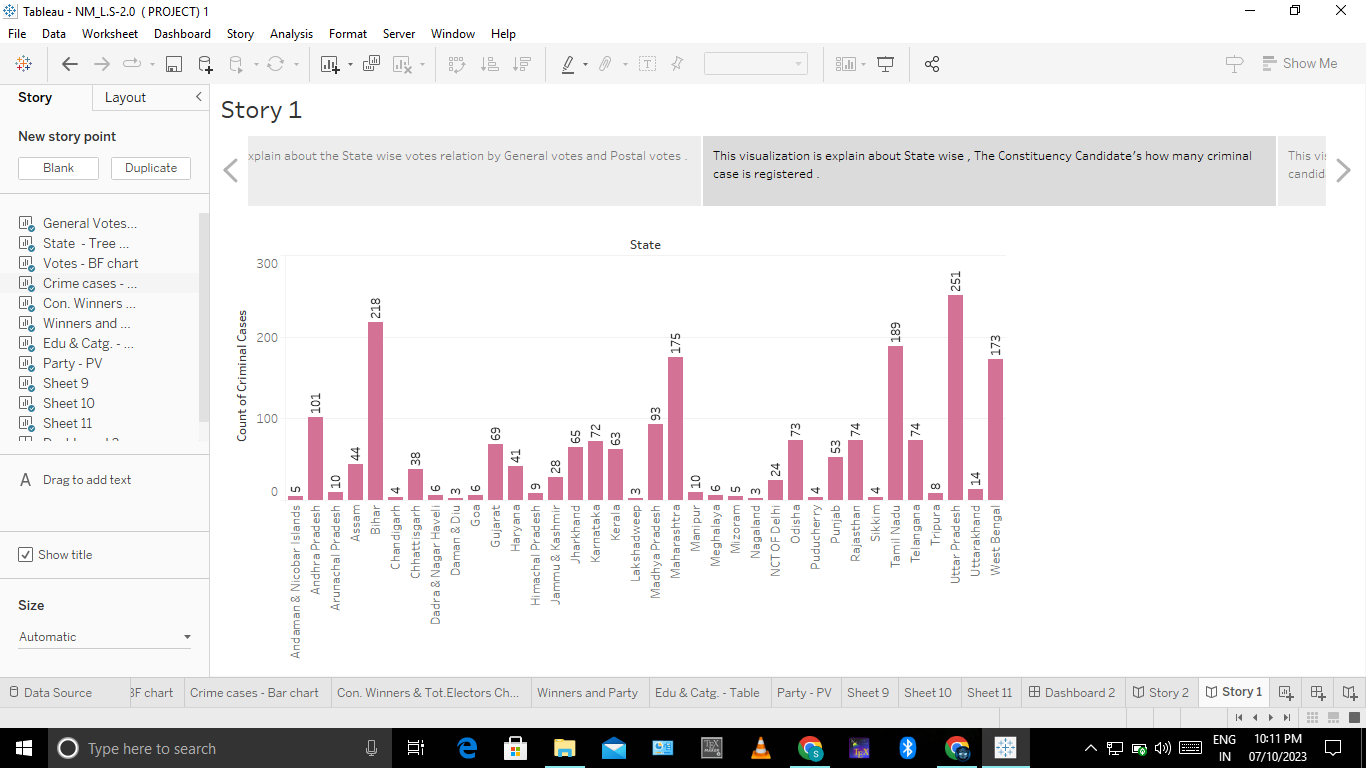 Tableau - NM_L.S-2.0 ( PROJECT) 1
File Data Worksheet Dashboard Story Analysis Format Server Window Help
Show Me
Story Layout
New story point
Blank Duplicate
General Votes...
State - Tree ...
Votes - BF chart
Crime cases - ...
Con. Winners ...
Winners and ...
Edu & Catg. - ...
Party - PV
Sheet 9
Sheet 10
Sheet 11
A Drag to add text
Show title
Size
Automatic
Story 1
xplain about the State wise votes relation by General votes and Postal votes .
This visualization is explain about State wise , The Constituency Candidate's how many criminal
case is registered .
This vi
candid
State
Count of Criminal Cases
300
200
100
0
5
101
10
44
218
4
38
6
3
6
69
41
9
28
65
72
63
3
93
175
10
6
5
3
24
73
4
53
74
4
189
74
8
251
14
173
Andaman & Nicobar Islands
Andhra Pradesh
Arunachal Pradesh
Assam
Bihar
Chandigarh
Chhattisgarh
Dadra & Nagar Haveli
Daman & Diu
Goa
Gujarat
Haryana
Himachal Pradesh
Jammu & Kashmir
Jharkhand
Karnataka
Kerala
Lakshadweep
Madhya Pradesh
Maharashtra
Manipur
Meghalaya
Mizoram
Nagaland
NCT OF Delhi
Odisha
Puducherry
Punjab
Rajasthan
Sikkim
Tamil Nadu
Telangana
Tripura
Uttar Pradesh
Uttarakhand
West Bengal
Data Source 3F chart Crime cases - Bar chart Con. Winners & Tot.Electors Ch... Winners and Party Edu & Catg. - Table Party - PV Sheet 9 Sheet 10 Sheet 11 Dashboard 2 Story 2 Story 1
Type here to search
ENG
IN
10:11 PM
07/10/2023